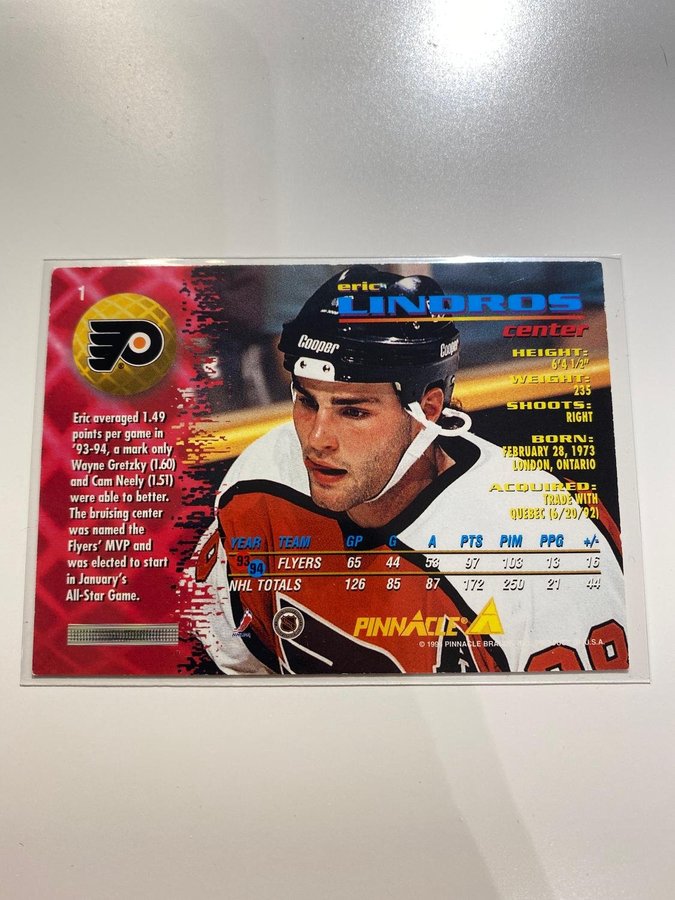 1
Eric averaged 1.49
points per game in
'93-94, a mark only
Wayne Gretzky (1.60)
and Cam Neely (1.51)
were able to better.
The bruising center
was named the
Flyers' MVP and
was elected to start
in January's
All-Star Game.
eric
LINDROS
center
HEIGHT:
6'4 1/2"
WEIGHT:
235
SHOOTS:
RIGHT
BORN:
FEBRUARY 28, 1973
LONDON, ONTARIO
ACQUIRED:
TRADE WITH
QUEBEC (6/20/92)
Cooper
Cooper
YEAR TEAM GP G A PTS PIM PPG +/-
93 94 FLYERS 65 44 53 97 103 13 16
NHL TOTALS 126 85 87 172 250 21 44
PINNACLE®
PINNACLE
U.S.A.